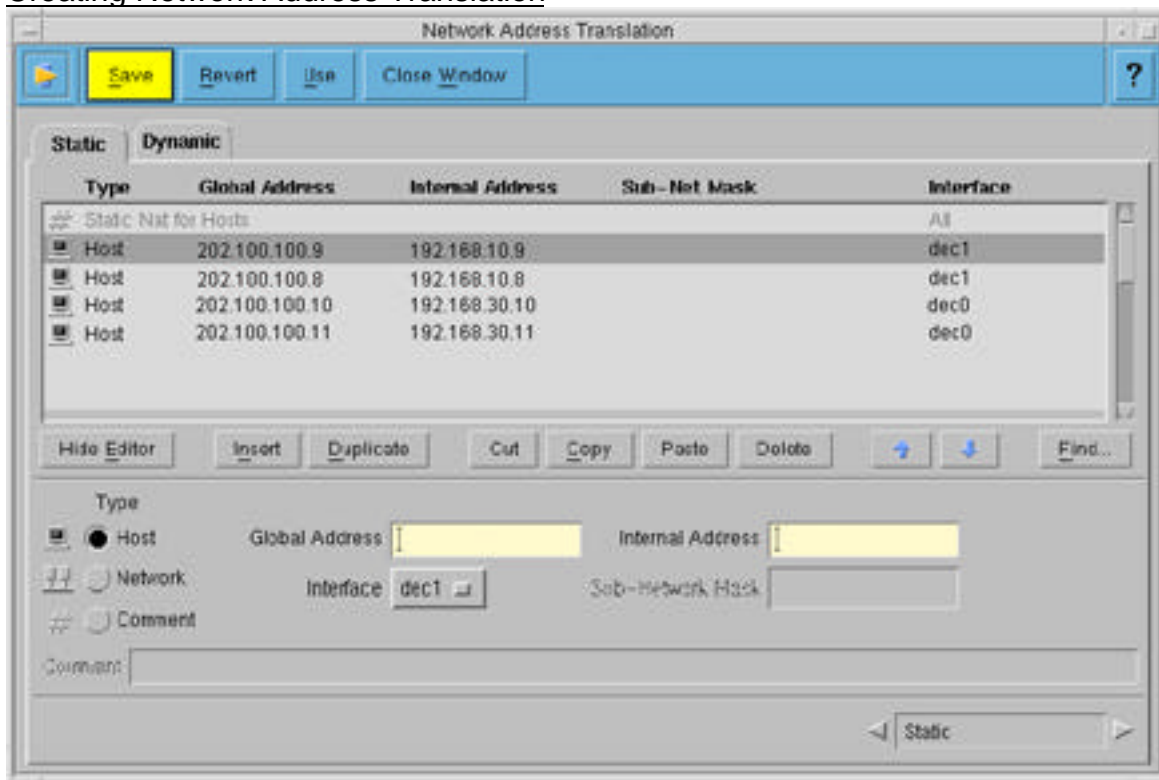 Creating Network Address Translation
Network Address Translation
Save Revert Use Close Window ?
Static Dynamic
Type Global Address Internal Address Sub-Net Mask Interface
Static Nat for Hosts All
Host 202.100.100.9 192.168.10.9 dec1
Host 202.100.100.8 192.168.10.8 dec1
Host 202.100.100.10 192.168.30.10 dec0
Host 202.100.100.11 192.168.30.11 dec0
Hide Editor Insert Duplicate Cut Copy Paste Delete Find...
Type
Host Global Address Internal Address
Network Interface dec1 Sub-Network Mask
Comment
Comment
Static